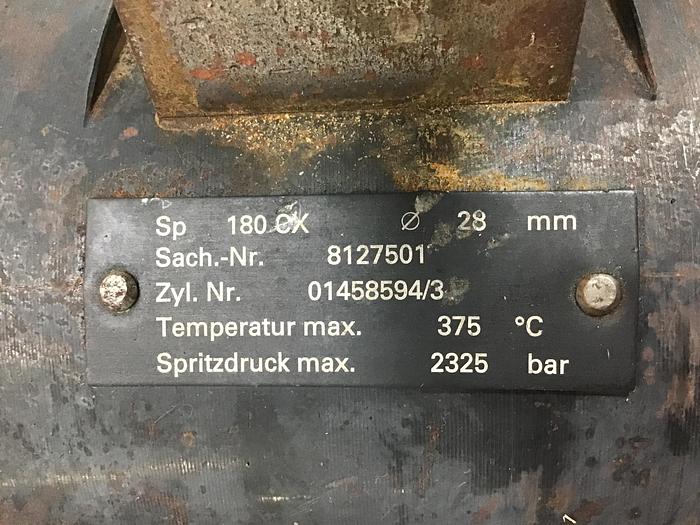 Sp 180 CX Ø 28 mm
Sach.-Nr. 8127501
Zyl. Nr. 01458594/3
Temperatur max. 375 °C
Spritzdruck max. 2325 bar